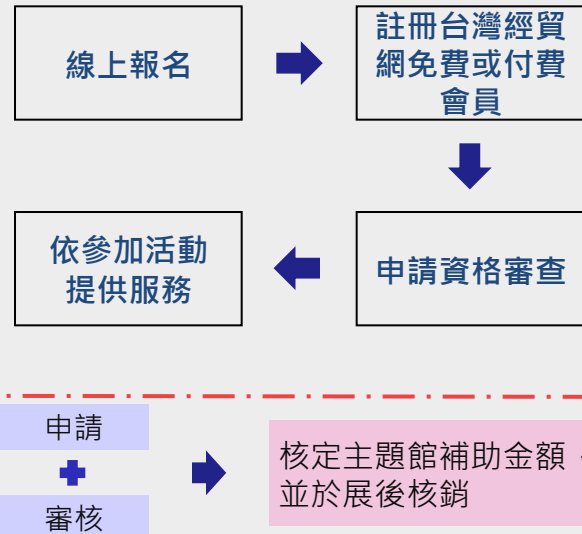 線上報名
註冊台灣經貿
網免費或付費
會員
依參加活動
提供服務
申請資格審查
申請
審核
核定主題館補助金額，
並於展後核銷